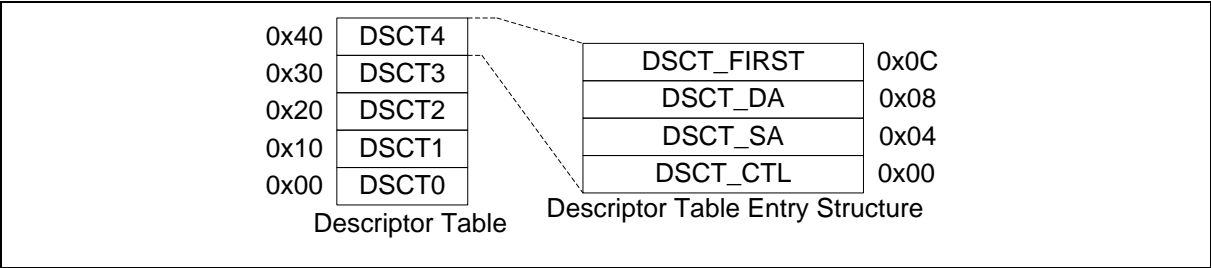 0x40 DSCT4
0x30 DSCT3
0x20 DSCT2
0x10 DSCT1
0x00 DSCT0
Descriptor Table
DSCT_FIRST 0x0C
DSCT_DA 0x08
DSCT_SA 0x04
DSCT_CTL 0x00
Descriptor Table Entry Structure